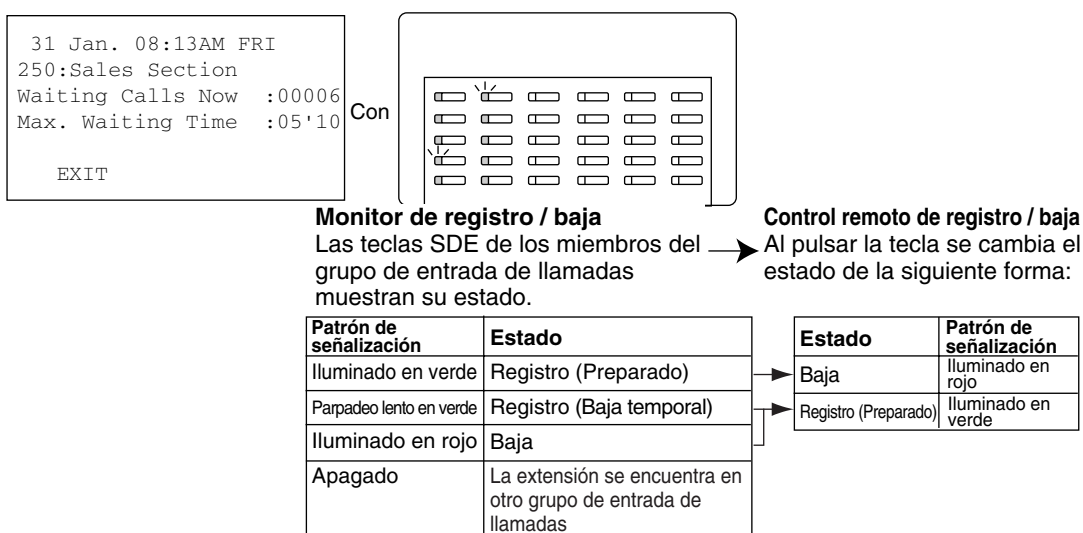 31 Jan. 08:13AM FRI
250:Sales Section
Waiting Calls Now :00006
Max. Waiting Time :05'10
EXIT
Con
Monitor de registro / baja
Las teclas SDE de los miembros del
grupo de entrada de llamadas
muestran su estado.
Control remoto de registro / baja
Al pulsar la tecla se cambia el
estado de la siguiente forma:
Patrón de
señalización
Estado
Iluminado en verde Registro (Preparado)
Parpadeo lento en verde Registro (Baja temporal)
Iluminado en rojo Baja
Apagado La extensión se encuentra en
otro grupo de entrada de
llamadas
Estado
Patrón de
señalización
Baja
Iluminado en
rojo
Registro (Preparado)
Iluminado en
verde